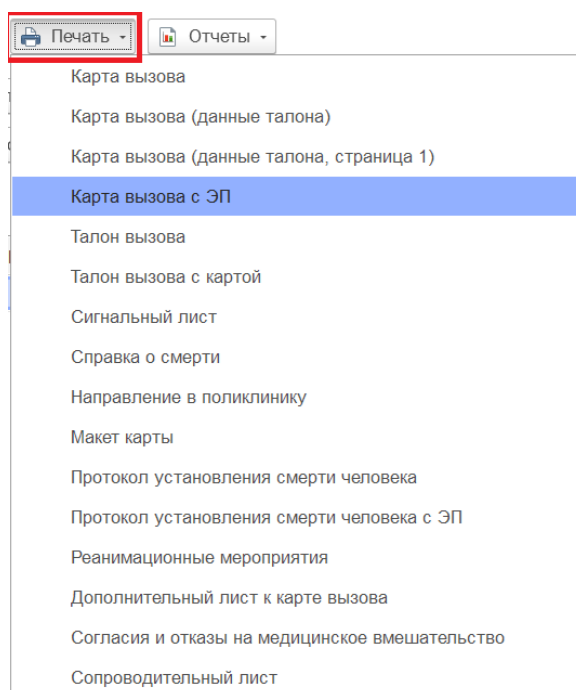 Печать
Отчеты
Карта вызова
Карта вызова (данные талона)
Карта вызова (данные талона, страница 1)
Карта вызова с ЭП
Талон вызова
Талон вызова с картой
Сигнальный лист
Справка о смерти
Направление в поликлинику
Макет карты
Протокол установления смерти человека
Протокол установления смерти человека с ЭП
Реанимационные мероприятия
Дополнительный лист к карте вызова
Согласия и отказы на медицинское вмешательство
Сопроводительный лист